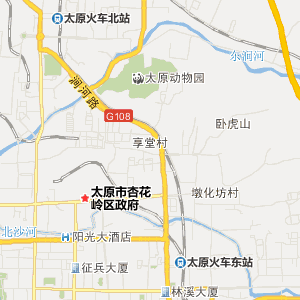 太原火车北站
东涧河
太原动物园
涧河路
G108
卧虎山
享堂村
太原市杏花
岭区政府
墩化坊村
北沙河
H阳光大酒店
太原火车东站
征兵大厦
林溪大厦